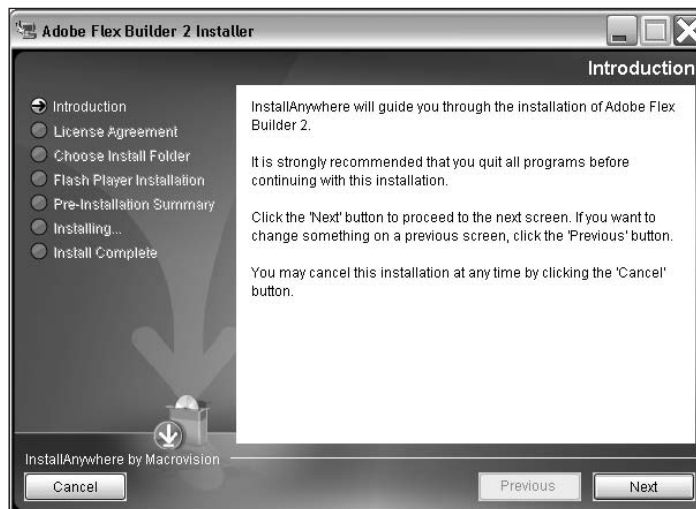 Adobe Flex Builder 2 Installer
Introduction
Introduction
License Agreement
Choose Install Folder
Flash Player Installation
Pre-Installation Summary
Installing...
Install Complete
InstallAnywhere will guide you through the installation of Adobe Flex
Builder 2.
It is strongly recommended that you quit all programs before
continuing with this installation.
Click the 'Next' button to proceed to the next screen. If you want to
change something on a previous screen, click the 'Previous' button.
You may cancel this installation at any time by clicking the 'Cancel'
button.
InstallAnywhere by Macrovision
Cancel
Previous
Next